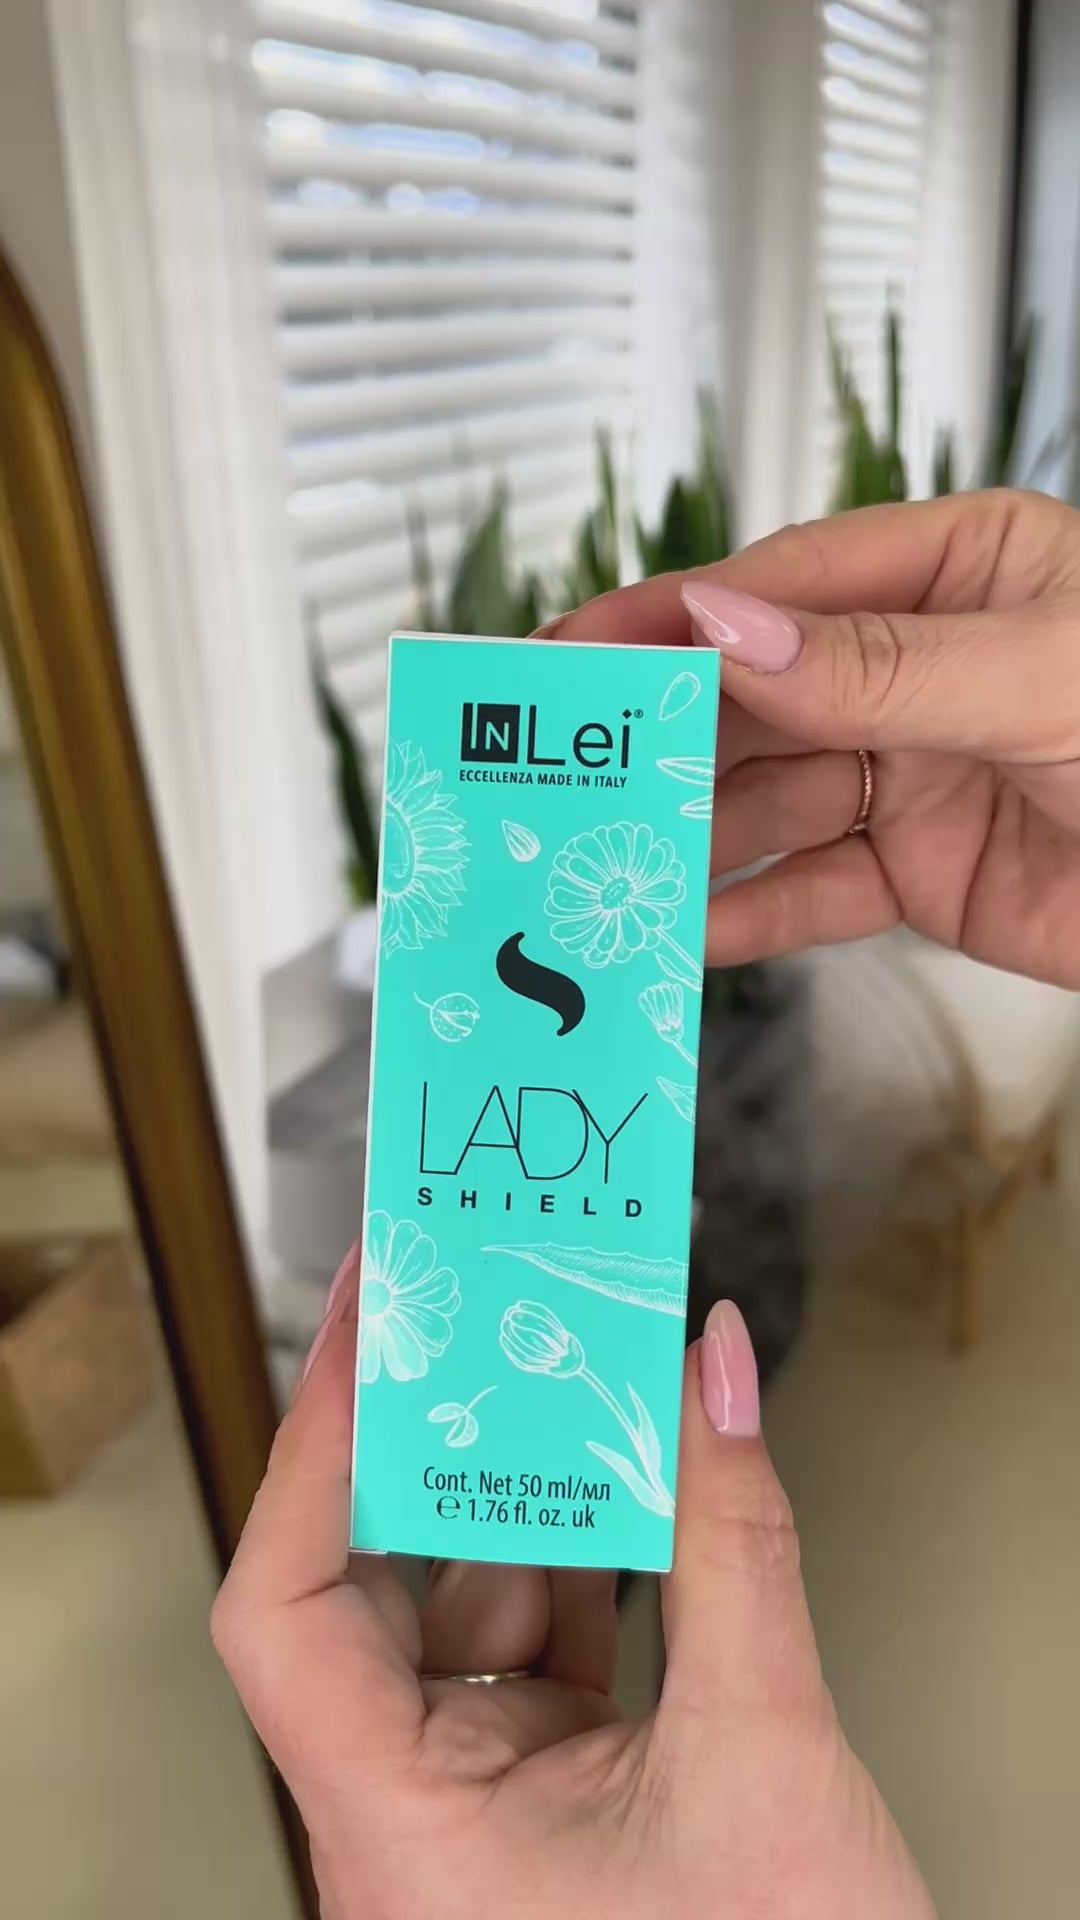 INLei®
ECCELLENZA MADE IN ITALY
LADY
SHIELD
Cont. Net 50 ml/мл
℮ 1.76 fl. oz. uk